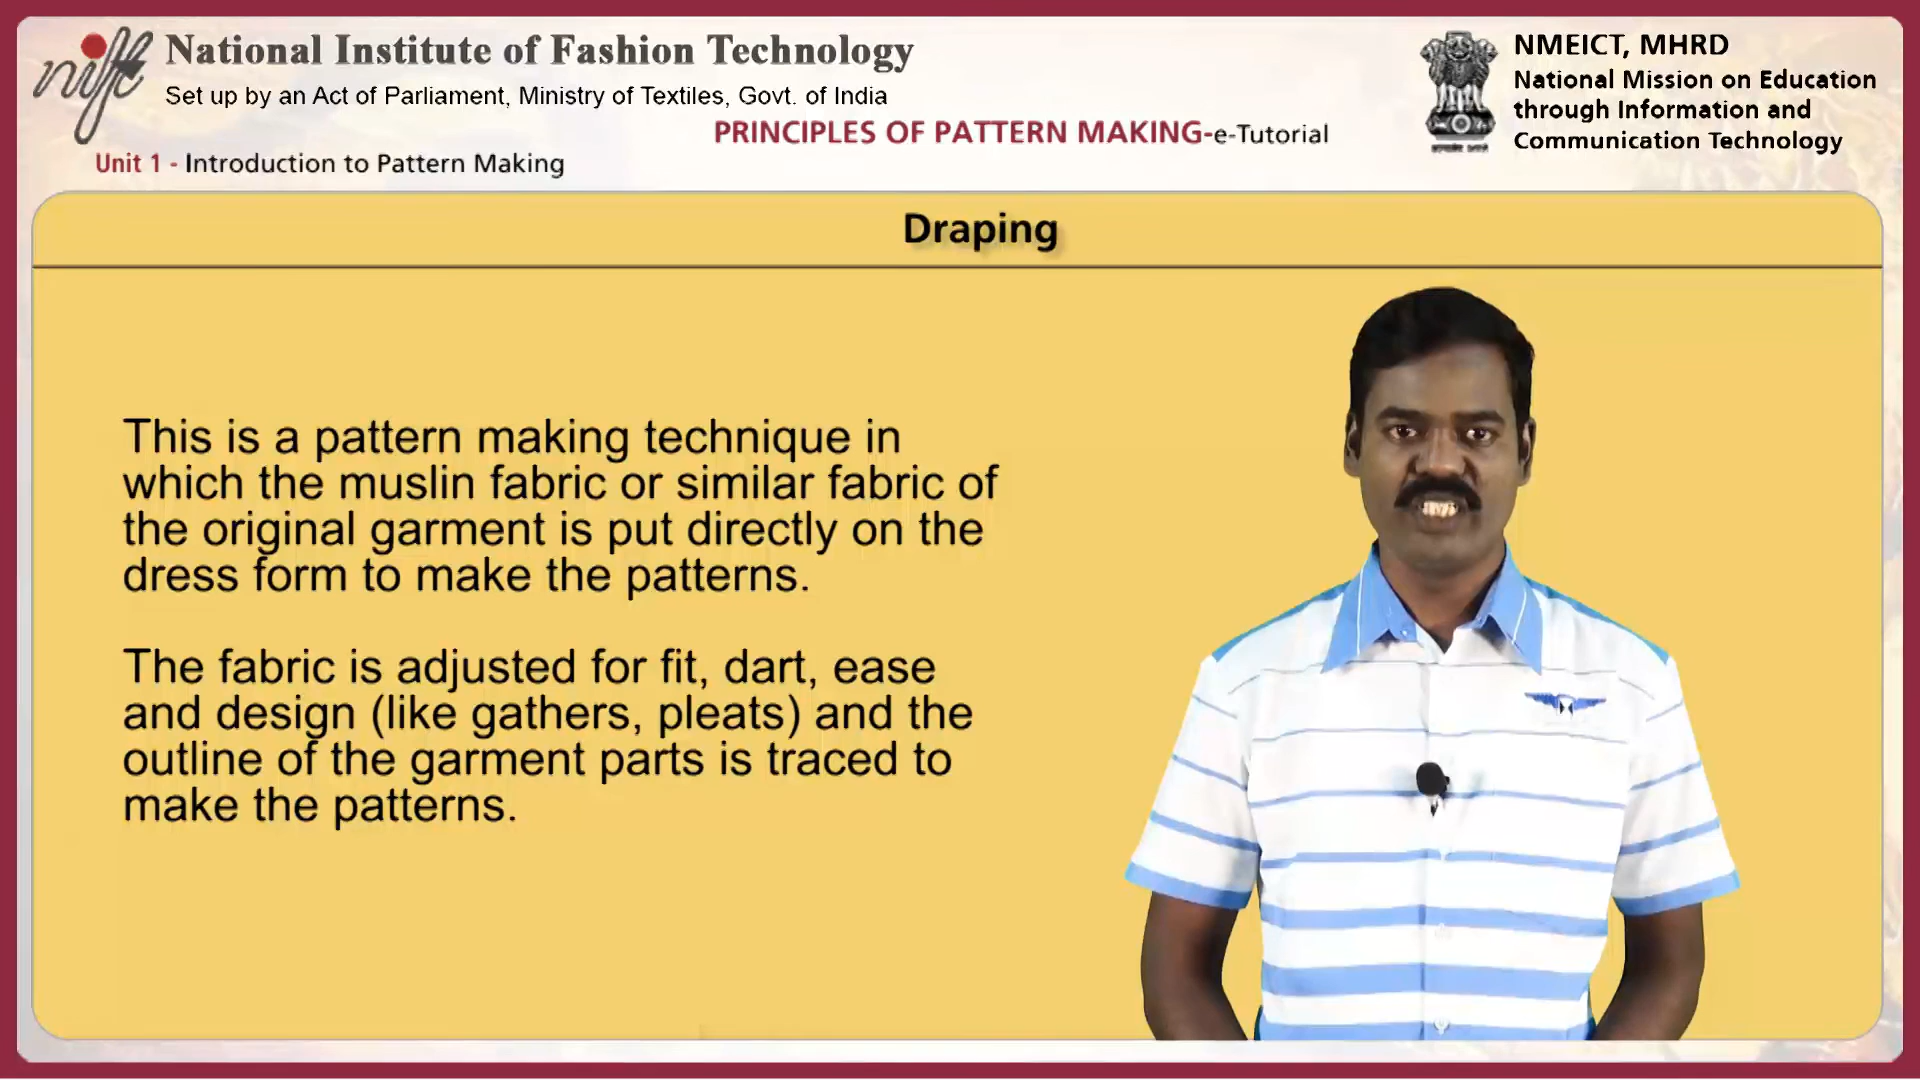 nift National Institute of Fashion Technology
Set up by an Act of Parliament, Ministry of Textiles, Govt. of India
PRINCIPLES OF PATTERN MAKING-e-Tutorial
Unit 1 - Introduction to Pattern Making
NMEICT, MHRD
National Mission on Education
through Information and
Communication Technology
Draping
This is a pattern making technique in
which the muslin fabric or similar fabric of
the original garment is put directly on the
dress form to make the patterns.
The fabric is adjusted for fit, dart, ease
and design (like gathers, pleats) and the
outline of the garment parts is traced to
make the patterns.